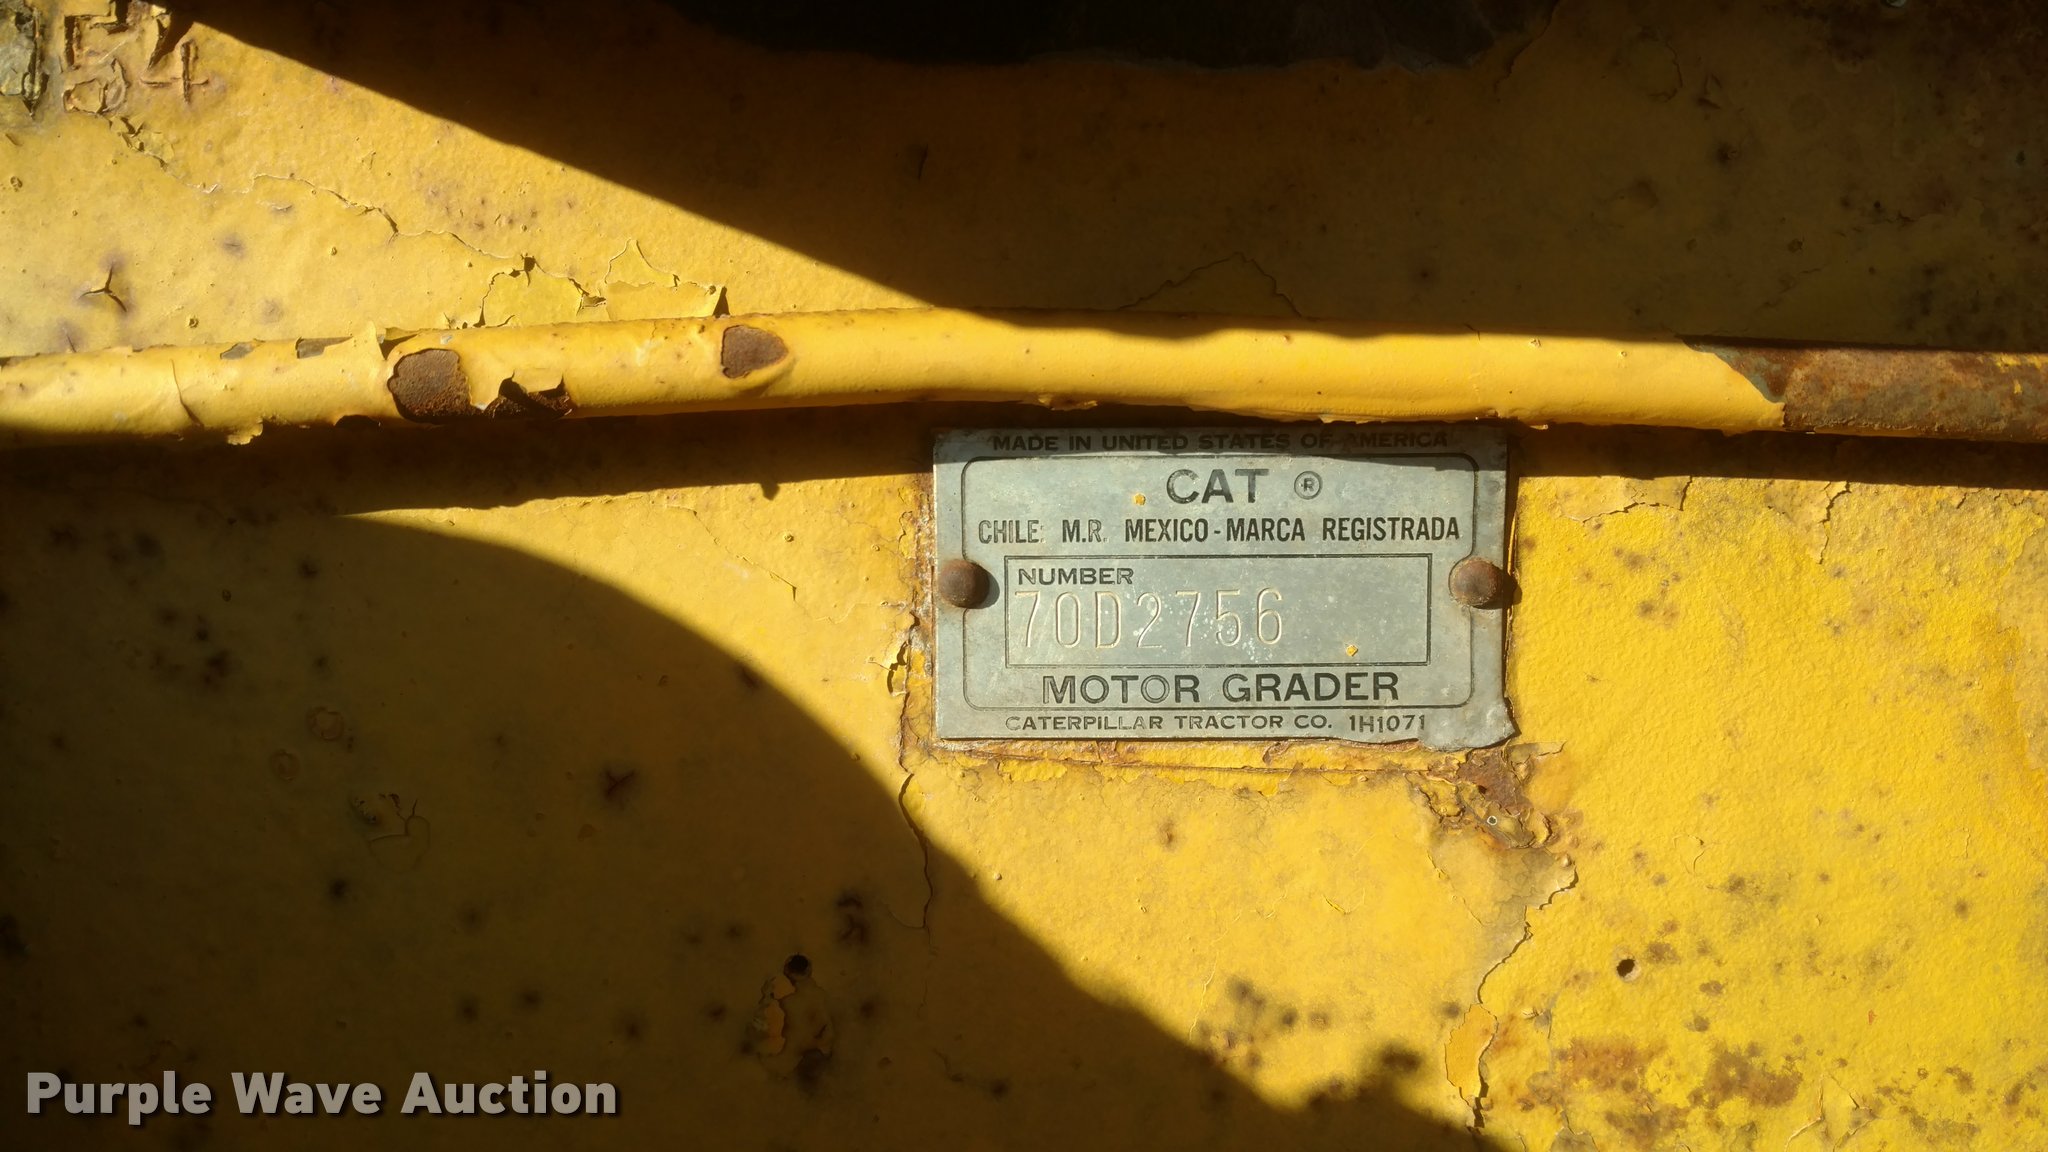 54
MADE IN UNITED STATES OF AMERICA
CAT ®
CHILE: M.R. MEXICO-MARCA REGISTRADA
NUMBER
70D2756
MOTOR GRADER
CATERPILLAR TRACTOR CO. 1H1071
Purple Wave Auction